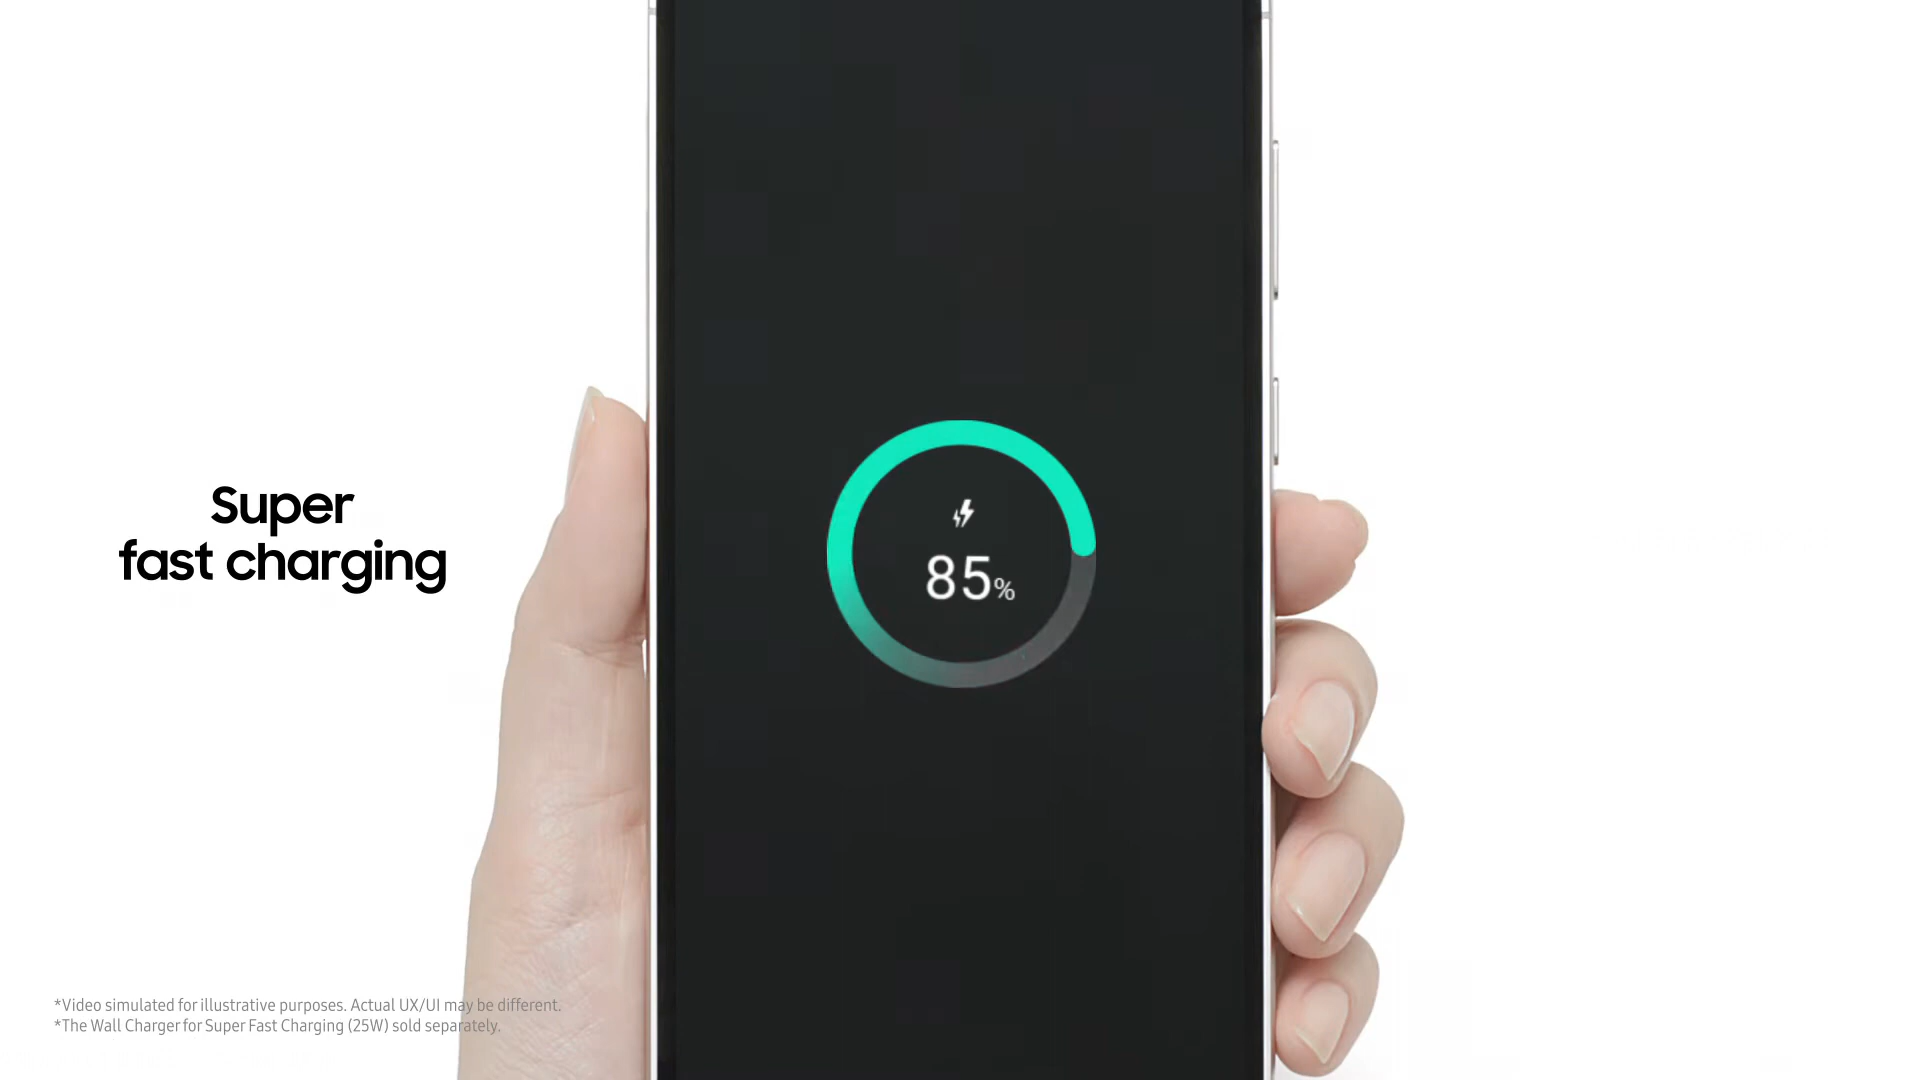 Super
fast charging
85%
*Video simulated for illustrative purposes. Actual UX/UI may be different.
*The Wall Charger for Super Fast Charging (25W) sold separately.